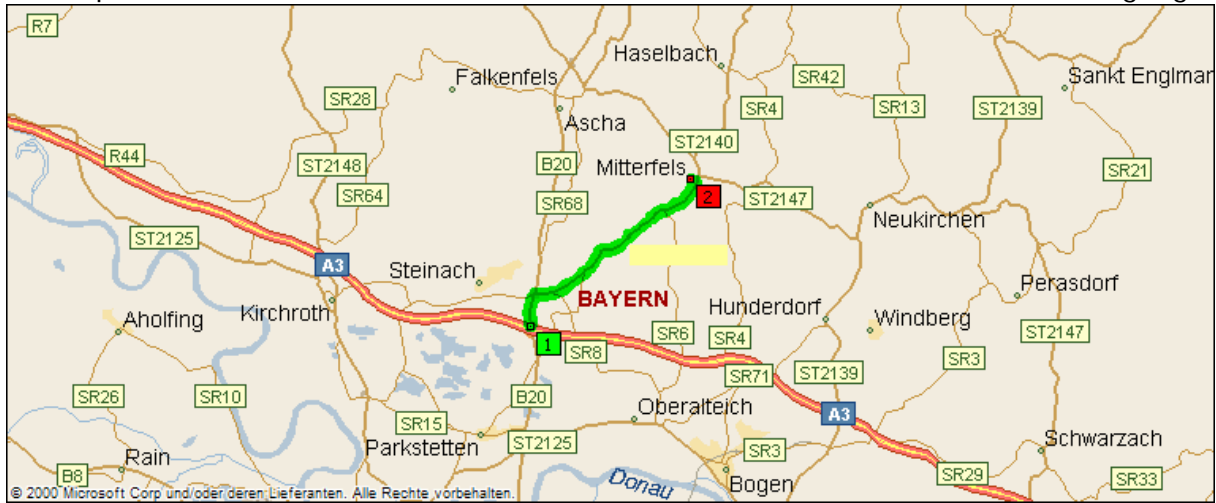 R7
Haselbach
SR42
Falkenfels
Sankt Englmar
SR28
SR4
SR13
ST2139
Ascha
ST2140
R44
ST2148
B20
Mitterfels
SR21
SR64
SR68
2
ST2147
Neukirchen
ST2125
A3
Steinach
BAYERN
Perasdorf
Kirchroth
Hunderdorf
Aholfing
Windberg
SR6
SR4
ST2147
1
SR8
SR3
SR71
ST2139
SR26
SR10
B20
Oberalteich
A3
SR15
Parkstetten
ST2125
Schwarzach
Rain
SR3
B8
SR29
SR33
Donau
Bogen
© 2000 Microsoft Corp und/oder deren Lieferanten. Alle Rechte vorbehalten.